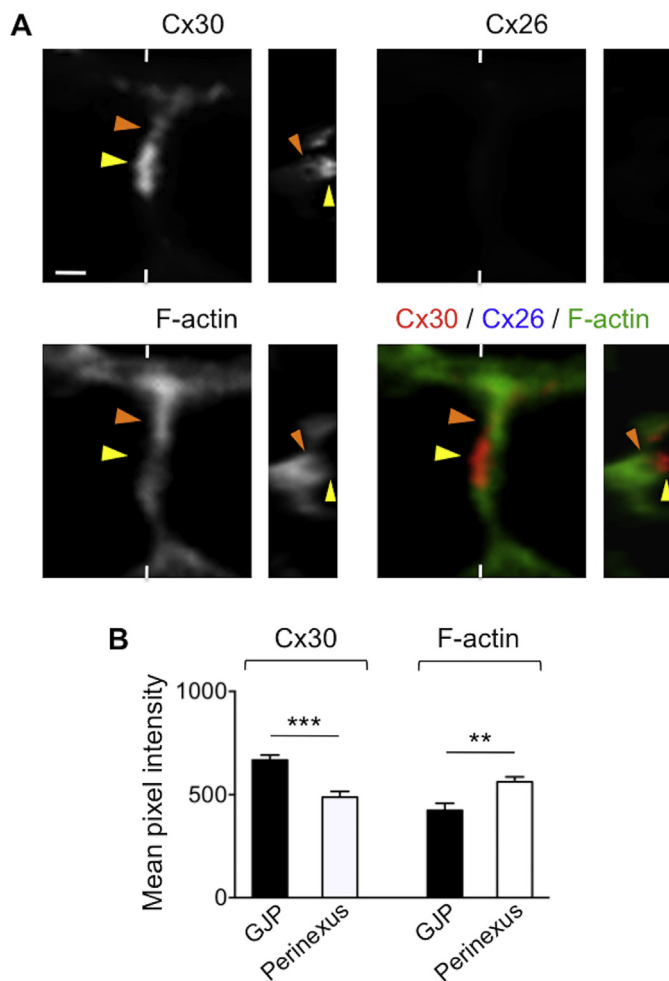 A
Cx30 Cx26
F-actin Cx30 / Cx26 / F-actin
B
Cx30 F-actin
Mean pixel intensity
1000
500
0
*** **
GJP Perinexus GJP Perinexus